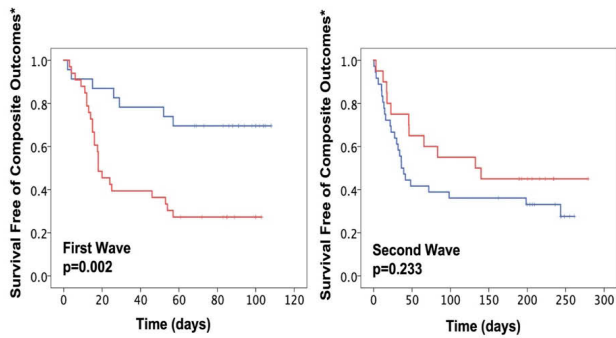 Survival Free of Composite Outcomes*
1.0
0.8
0.6
0.4
0.2
0.0
First Wave
p=0.002
0 20 40 60 80 100 120
Time (days)
Survival Free of Composite Outcomes*
1.0
0.8
0.6
0.4
0.2
0.0
Second Wave
p=0.233
0 50 100 150 200 250 300
Time (days)